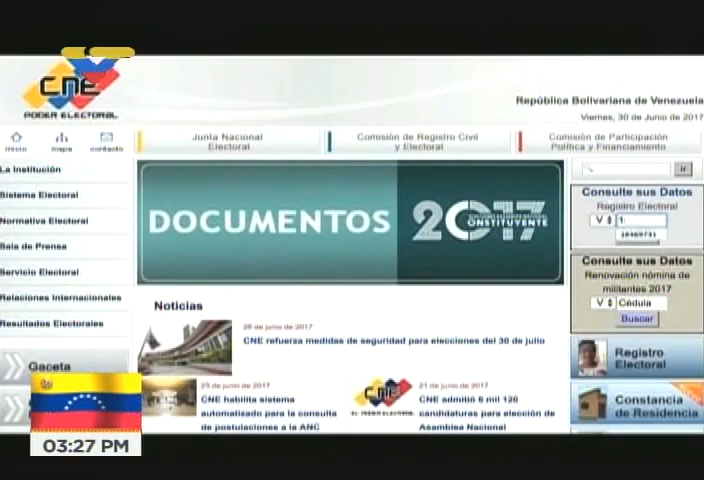 CNE
PODER ELECTORAL
República Bolivariana de Venezuela
Viernes, 30 de Junio de 2017
inicio
mapa
contacto
Junta Nacional
Electoral
Comisión de Registro Civil
y Electoral
Comisión de Participación
Política y Financiamiento
La Institución
Sistema Electoral
Normativa Electoral
Sala de Prensa
Servicio Electoral
Relaciones Internacionales
Resultados Electorales
Gaceta
DOCUMENTOS
2017
CONSTITUYENTE
Ir
Consulte sus Datos
Registro Electoral
V
1
Consulte sus Datos
Renovación nómina de
militantes 2017
V
Cédula
Buscar
Registro
Electoral
Constancia
de Residencia
Noticias
28 de junio de 2017
CNE refuerza medidas de seguridad para elecciones del 30 de julio
23 de junio de 2017
CNE habilita sistema
automatizado para la consulta
de postulaciones a la ANC
CNE
21 de junio de 2017
CNE admitió 6 mil 120
candidaturas para elección de
Asamblea Nacional
03:27 PM